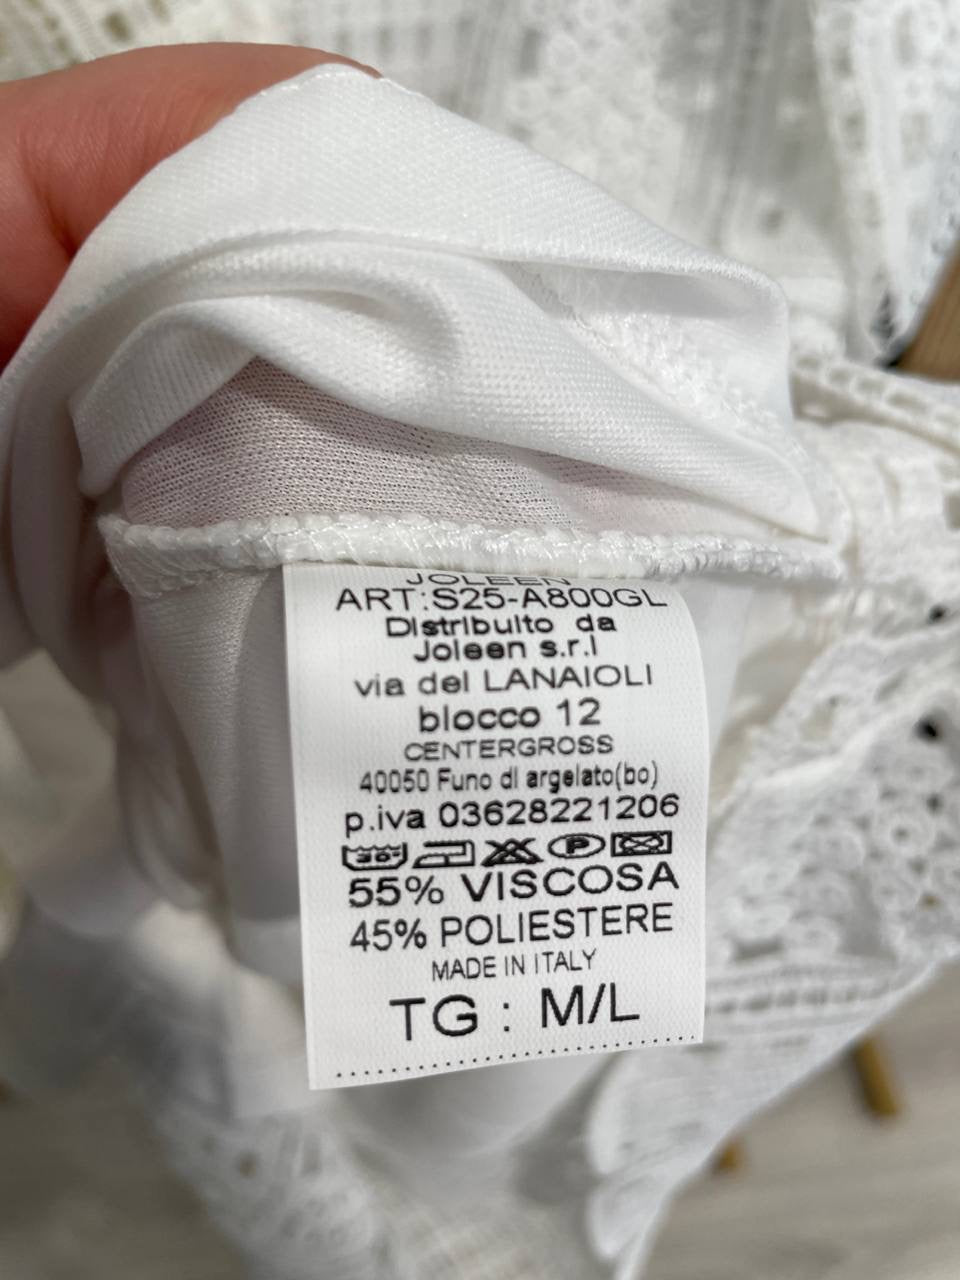 JOLEEN
ART:S25-A800GL
Distribuito da
Joleen s.r.l
via del LANAIOLI
blocco 12
CENTERGROSS
40050 Funo di argelato(bo)
p.iva 03628221206
30° P
55% VISCOSA
45% POLIESTERE
MADE IN ITALY
TG : M/L